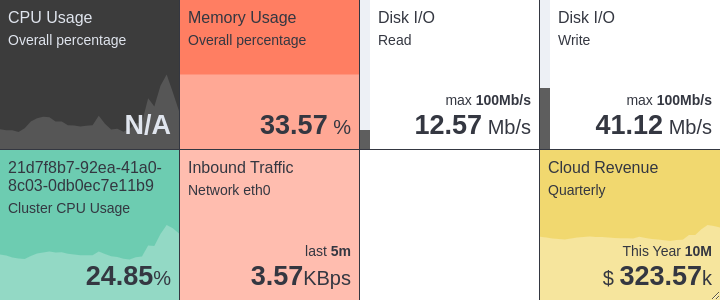 CPU Usage
Overall percentage
N/A
Memory Usage
Overall percentage
33.57 %
Disk I/O
Read
max 100Mb/s
12.57 Mb/s
Disk I/O
Write
max 100Mb/s
41.12 Mb/s
21d7f8b7-92ea-41a0-
8c03-0db0ec7e11b9
Cluster CPU Usage
24.85%
Inbound Traffic
Network eth0
last 5m
3.57KBps
Cloud Revenue
Quarterly
This Year 10M
$ 323.57k